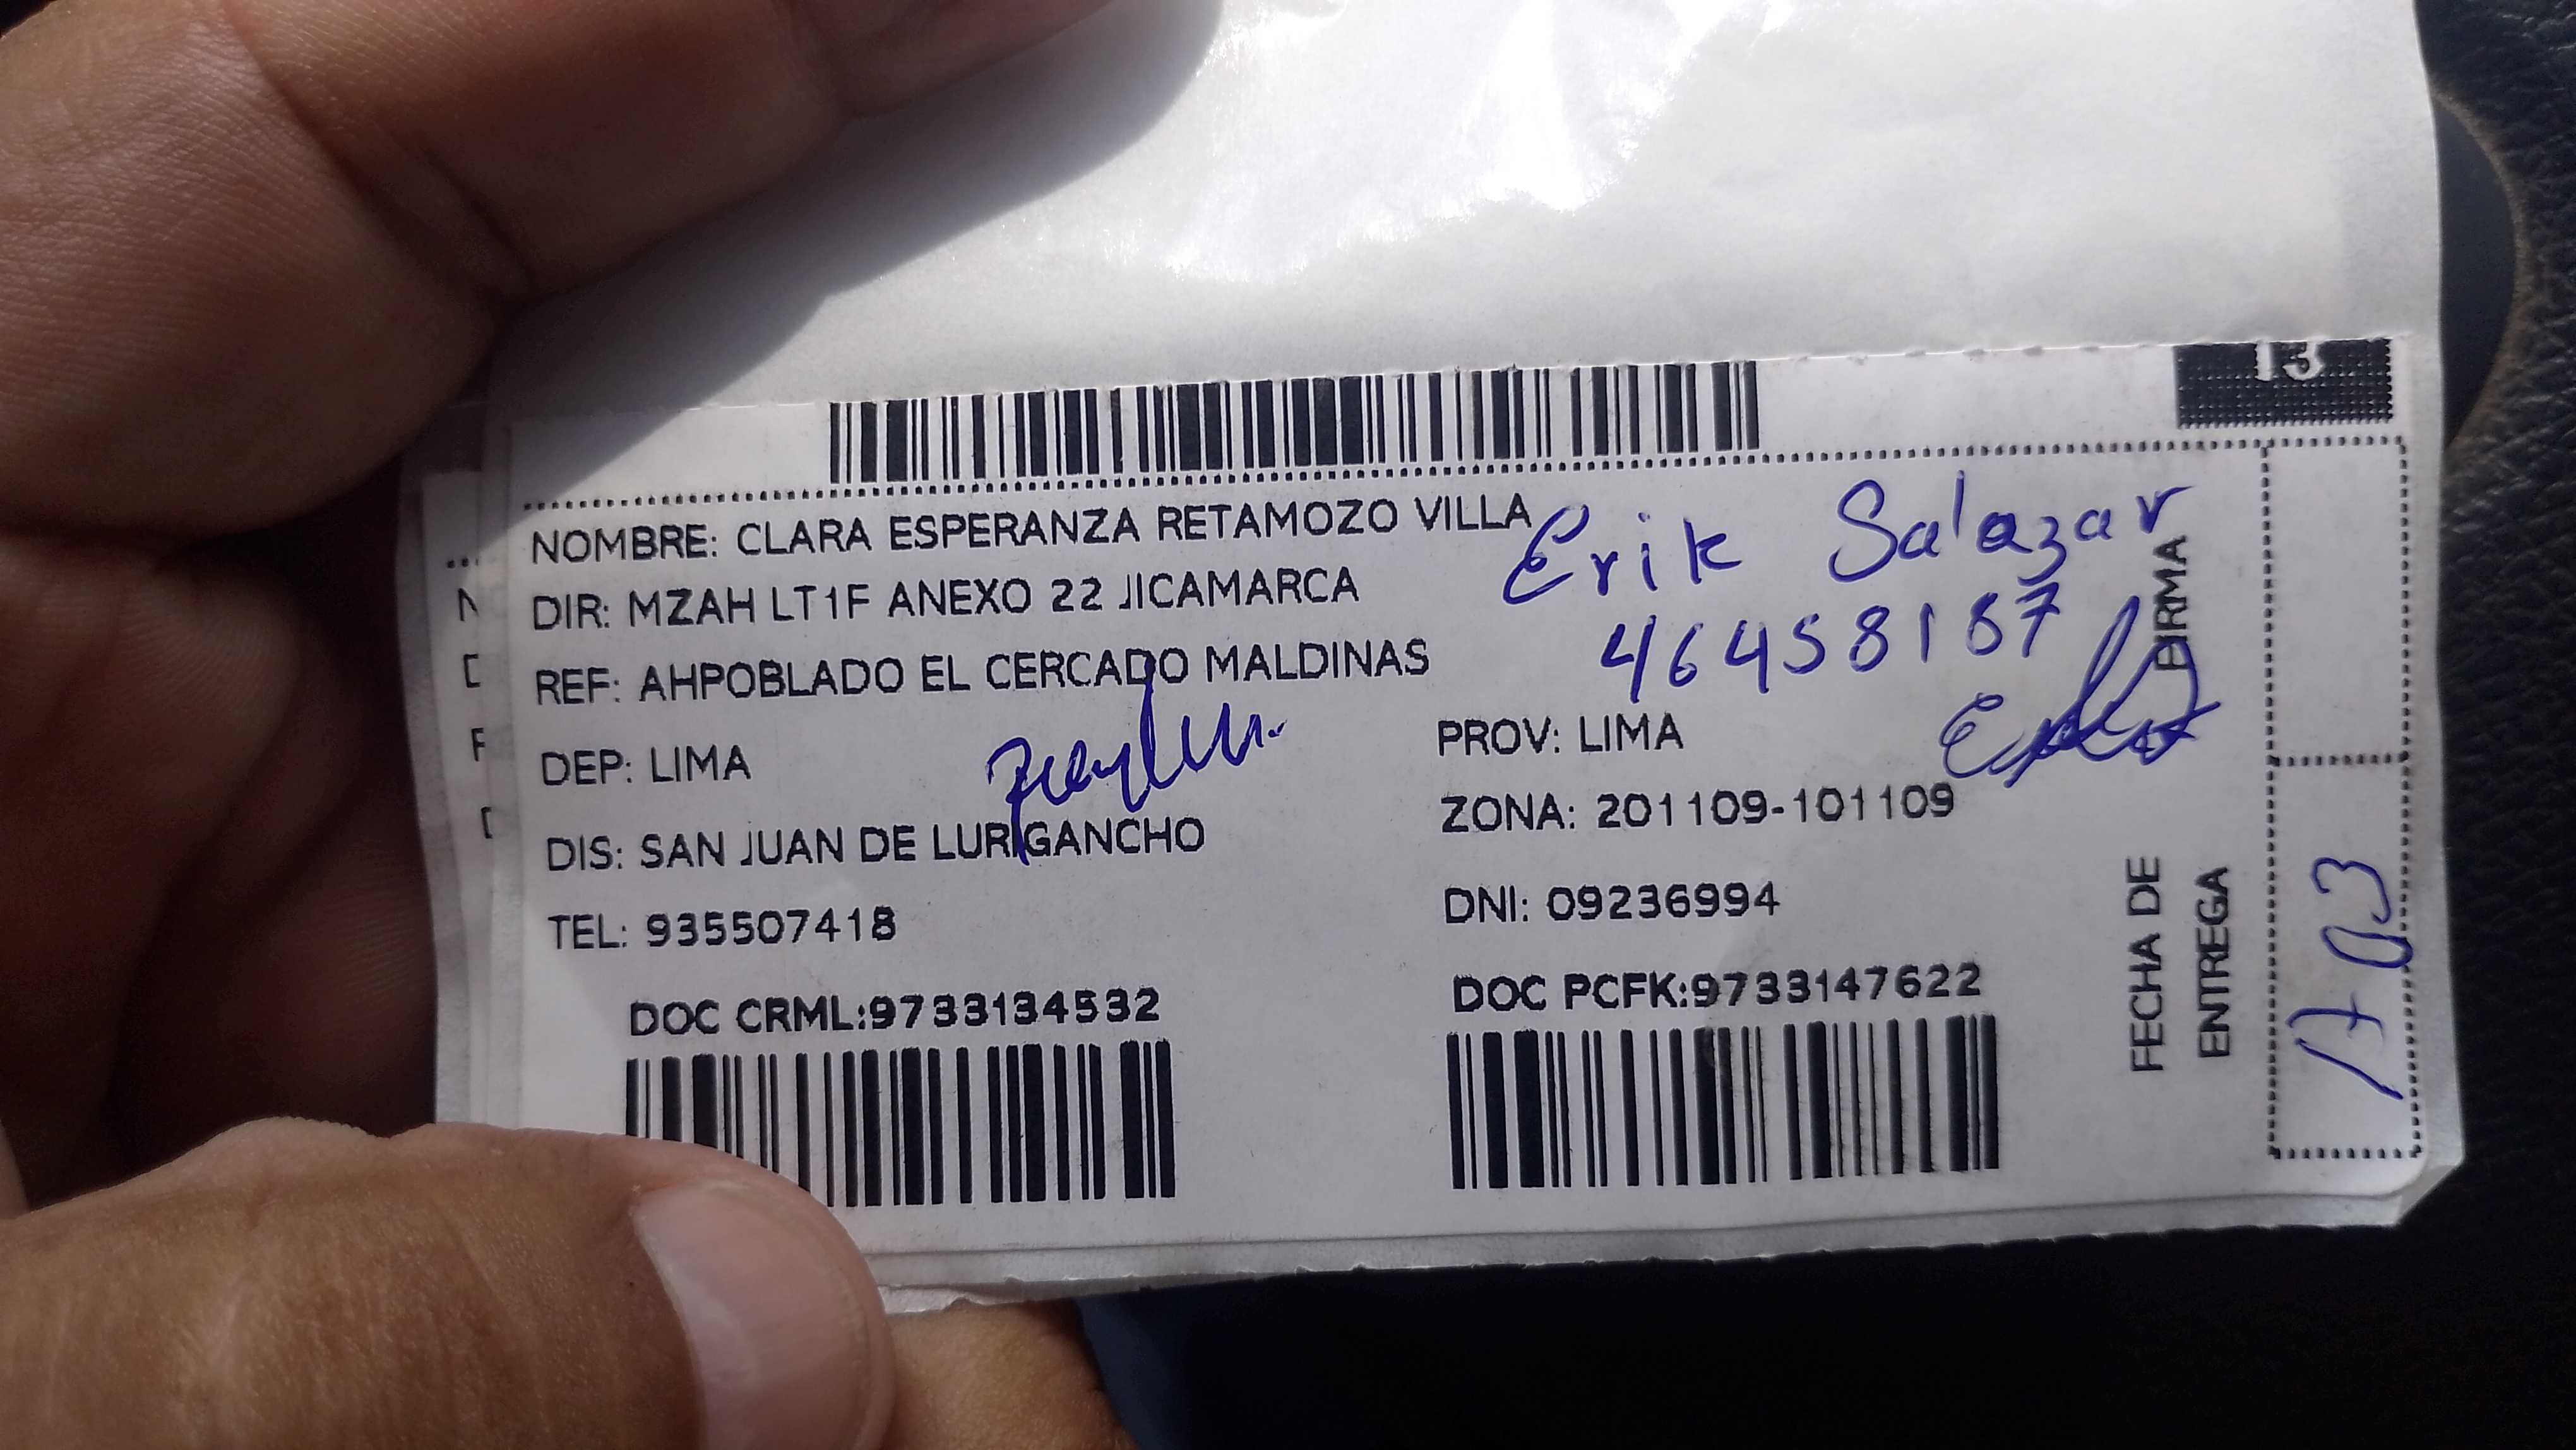 13
NOMBRE: CLARA ESPERANZA RETAMOZO VILLA
Erik Salazar
DIR: MZAH LT1F ANEXO 22 JICAMARCA
46458187
REF: AHPOBLADO EL CERCADO MALDINAS
FIRMA
DEP: LIMA
PROV: LIMA
DIS: SAN JUAN DE LURIGANCHO
ZONA: 201109-101109
TEL: 935507418
DNI: 09236994
FECHA DE
ENTREGA
17 03
DOC CRML:9733134532
DOC PCFK:9733147622
N
D
F
D